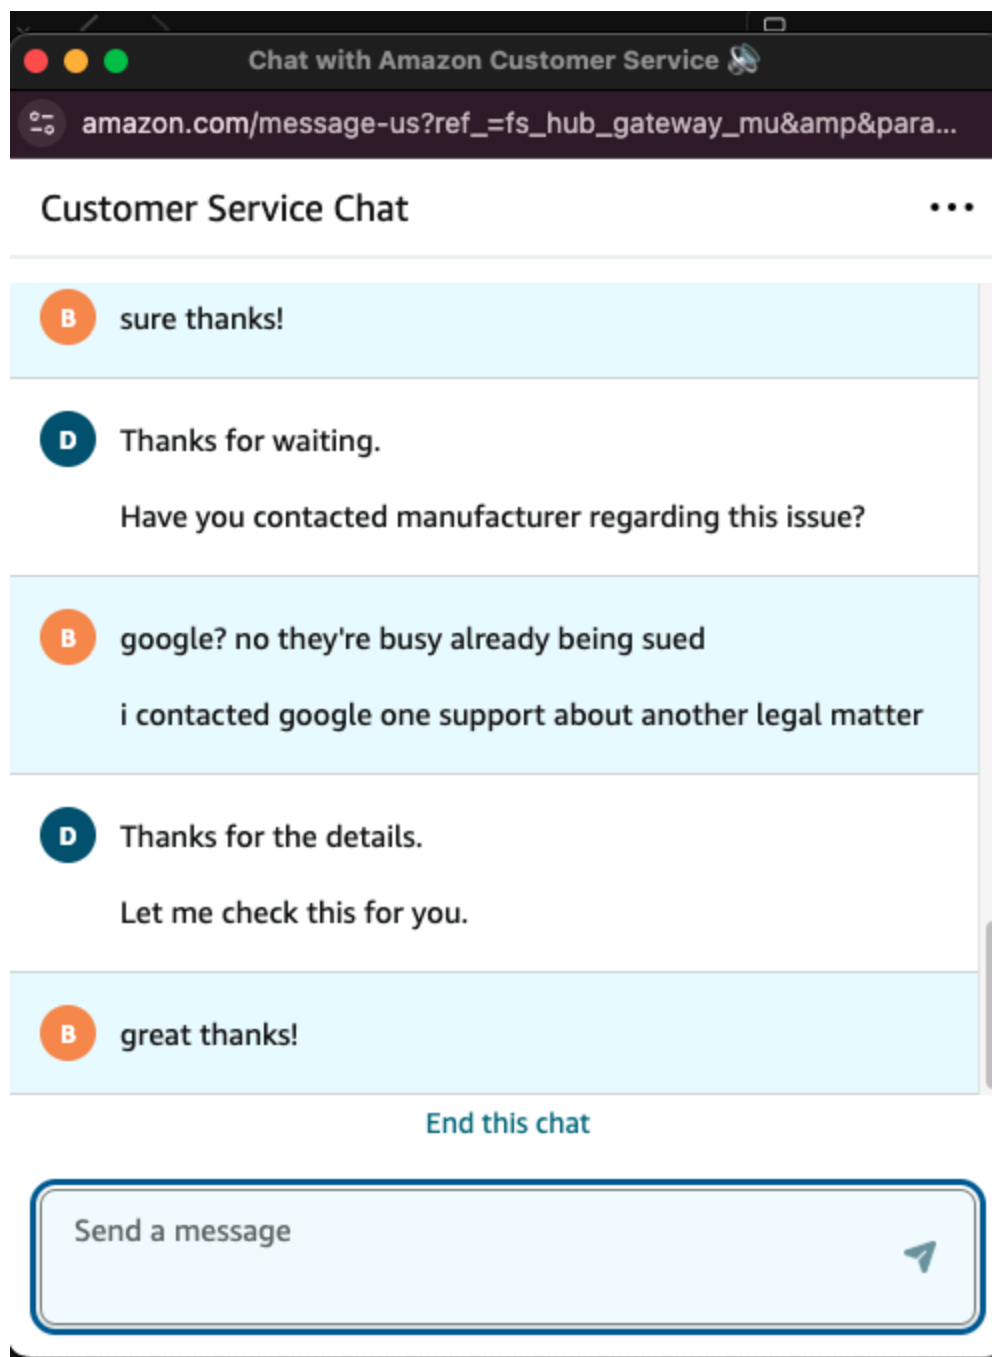 Chat with Amazon Customer Service
amazon.com/message-us?ref_=fs_hub_gateway_mu&amp&para...
Customer Service Chat
B
sure thanks!
D
Thanks for waiting.
Have you contacted manufacturer regarding this issue?
B
google? no they're busy already being sued
i contacted google one support about another legal matter
D
Thanks for the details.
Let me check this for you.
B
great thanks!
End this chat
Send a message